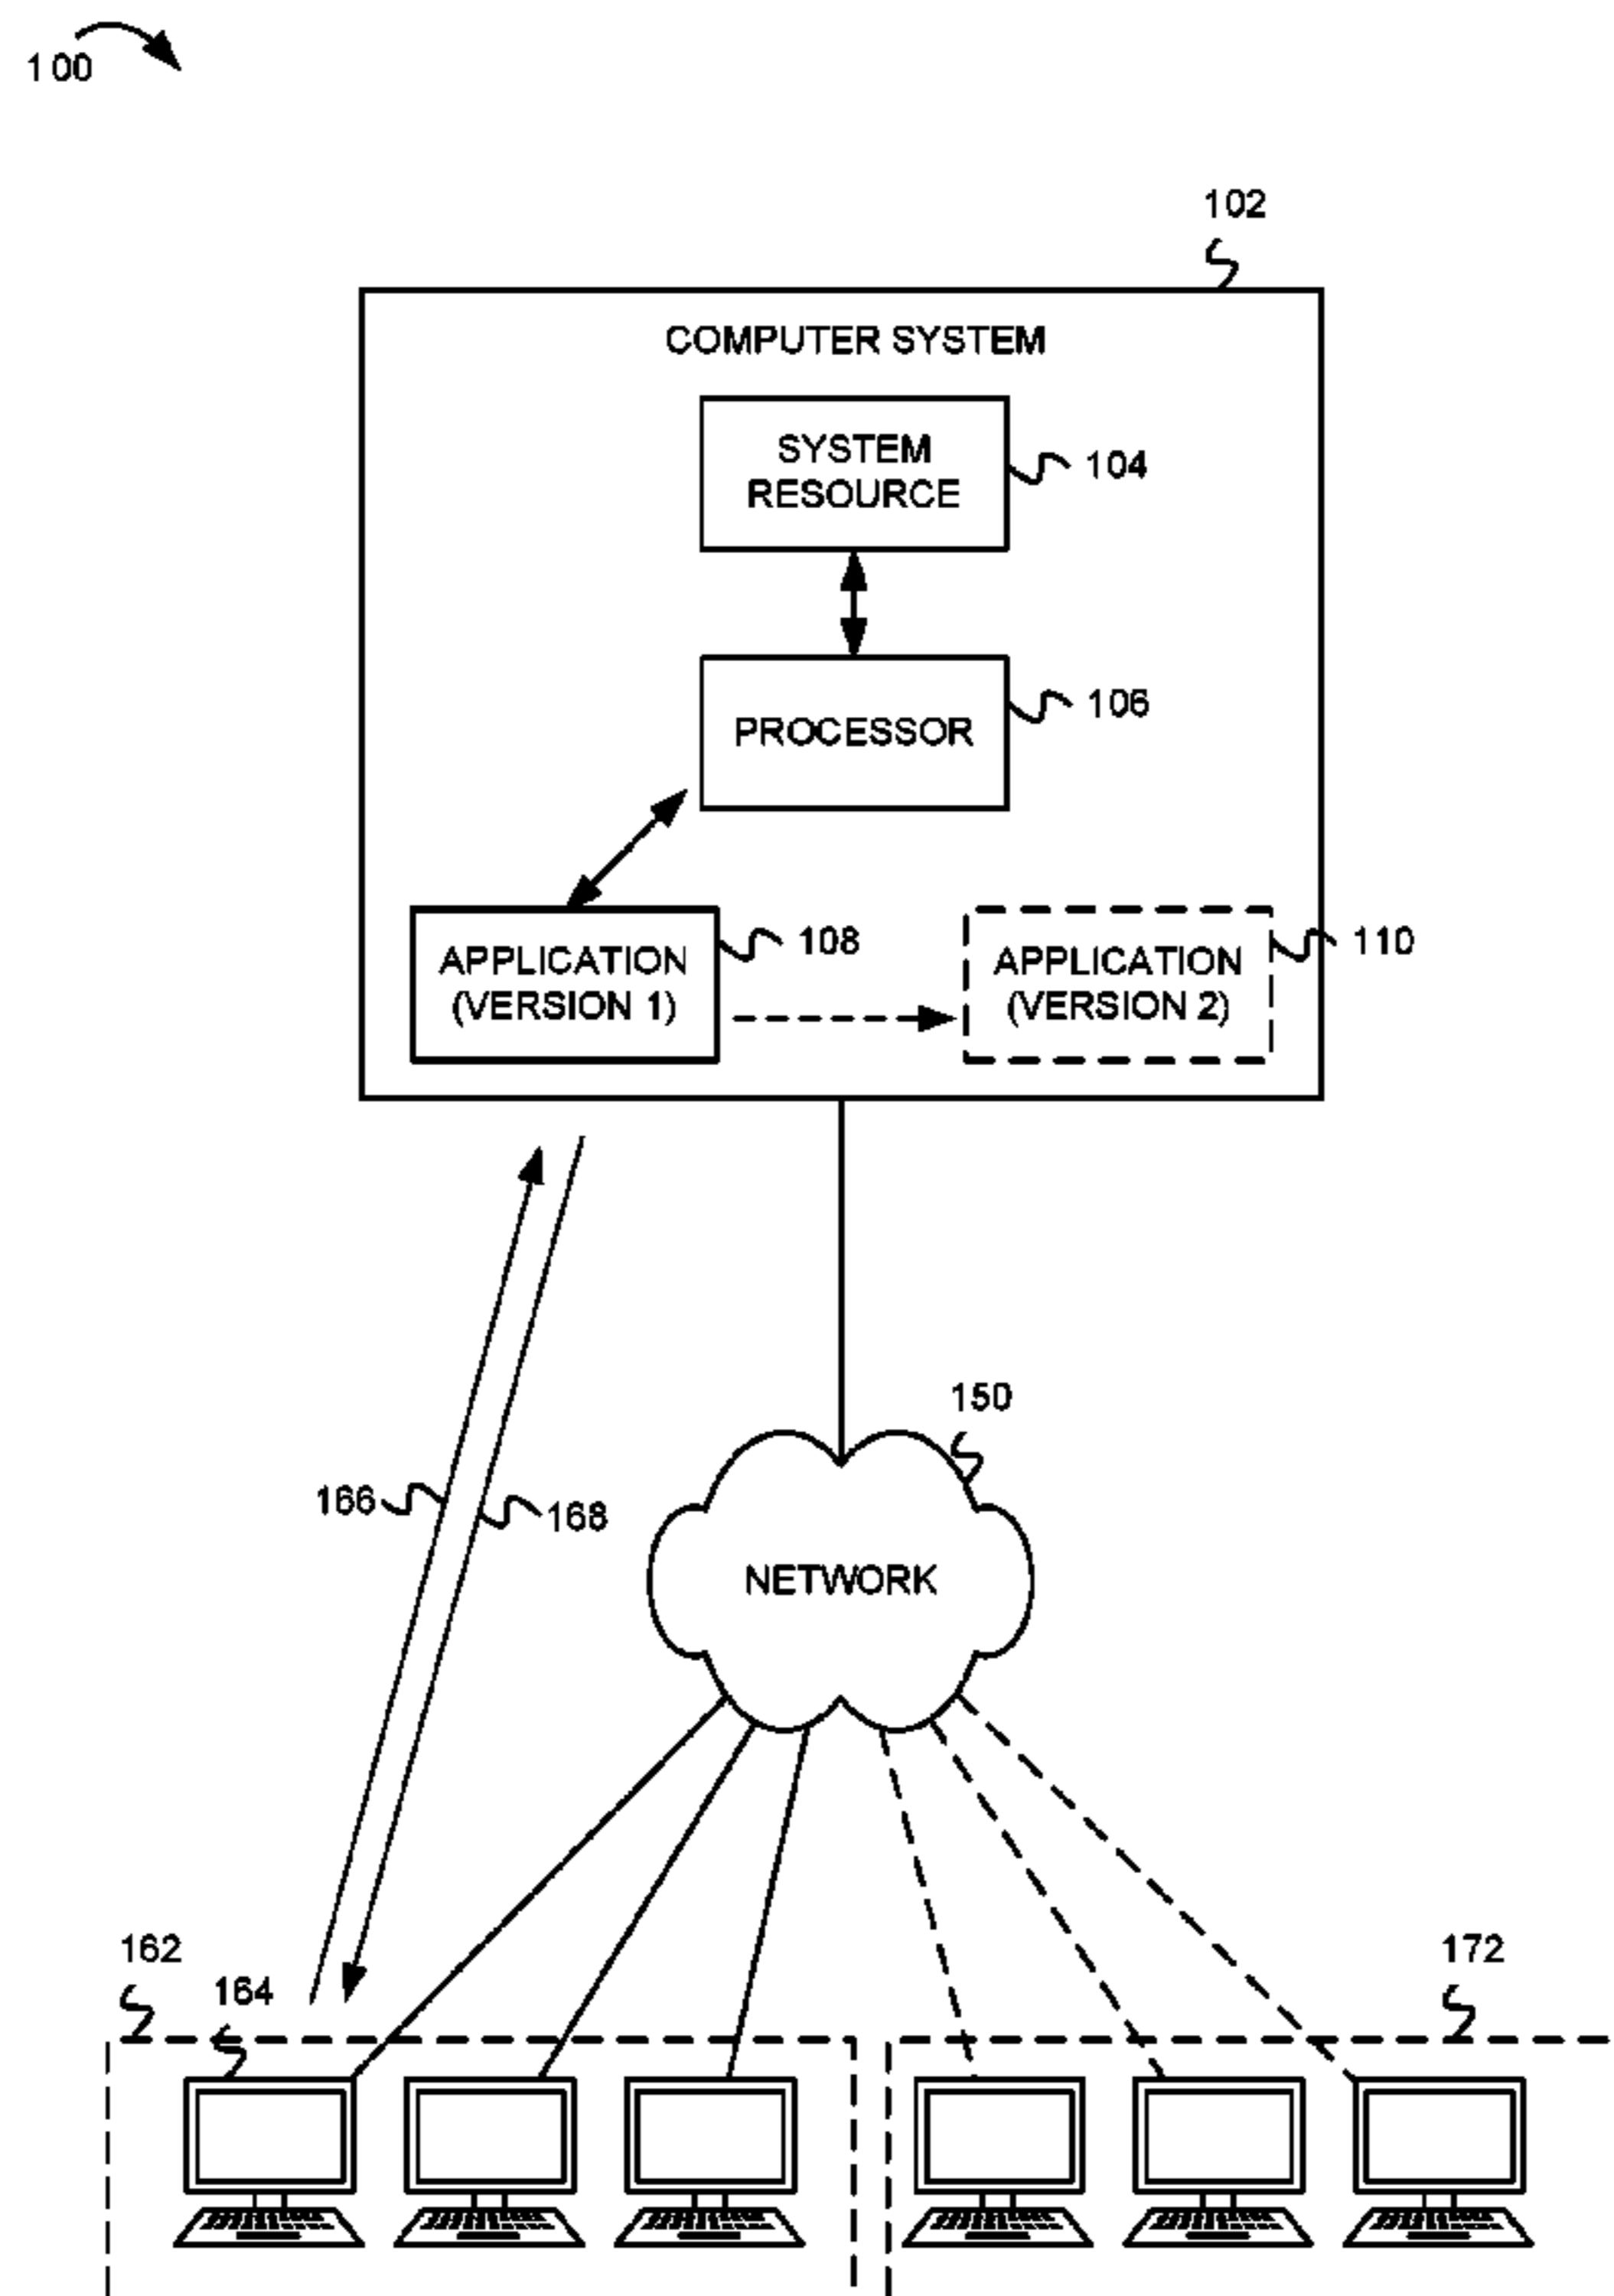 100
102
COMPUTER SYSTEM
SYSTEM
RESOURCE
104
PROCESSOR
106
APPLICATION
(VERSION 1)
108
APPLICATION
(VERSION 2)
110
150
166
168
NETWORK
162
164
172